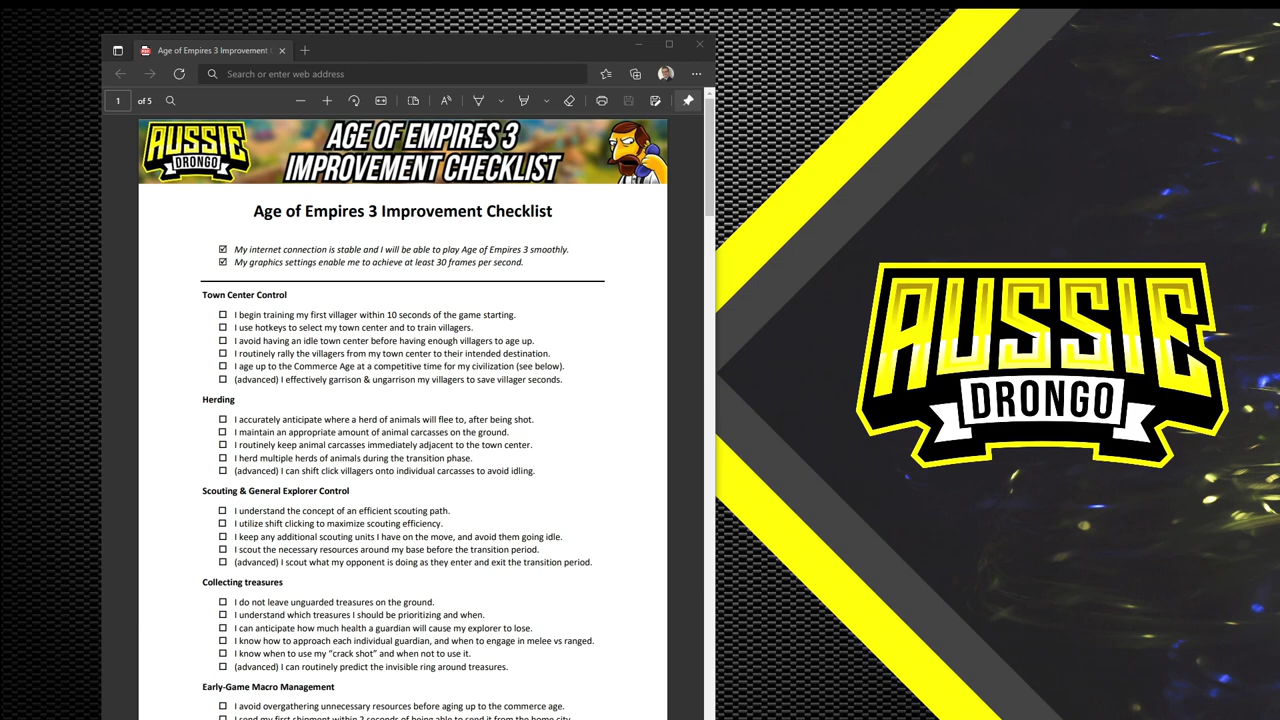 Age of Empires 3 Improvement
Search or enter web address
1 of 5
AUSSIE
DRONGO
AGE OF EMPIRES 3
IMPROVEMENT CHECKLIST
Age of Empires 3 Improvement Checklist
My internet connection is stable and I will be able to play Age of Empires 3 smoothly.
My graphics settings enable me to achieve at least 30 frames per second.
Town Center Control
I begin training my first villager within 10 seconds of the game starting.
I use hotkeys to select my town center and to train villagers.
I avoid having an idle town center before having enough villagers to age up.
I routinely rally the villagers from my town center to their intended destination.
I age up to the Commerce Age at a competitive time for my civilization (see below).
(advanced) I effectively garrison & ungarrison my villagers to save villager seconds.
Herding
I accurately anticipate where a herd of animals will flee to, after being shot.
I maintain an appropriate amount of animal carcasses on the ground.
I routinely keep animal carcasses immediately adjacent to the town center.
I herd multiple herds of animals during the transition phase.
(advanced) I can shift click villagers onto individual carcasses to avoid idling.
Scouting & General Explorer Control
I understand the concept of an efficient scouting path.
I utilize shift clicking to maximize scouting efficiency.
I keep any additional scouting units I have on the move, and avoid them going idle.
I scout the necessary resources around my base before the transition period.
(advanced) I scout what my opponent is doing as they enter and exit the transition period.
Collecting treasures
I do not leave unguarded treasures on the ground.
I understand which treasures I should be prioritizing and when.
I can anticipate how much health a guardian will cause my explorer to lose.
I know how to approach each individual guardian, and when to engage in melee vs ranged.
I know when to use my “crack shot” and when not to use it.
(advanced) I can routinely predict the invisible ring around treasures.
Early-Game Macro Management
I avoid overgathering unnecessary resources before aging up to the commerce age.
I send my first shipment within 2 seconds of being able to send it from the home city.
AUSSIE
DRONGO